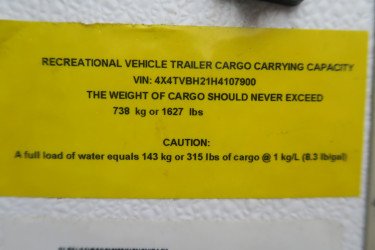 RECREATIONAL VEHICLE TRAILER CARGO CARRYING CAPACITY
VIN: 4X4TVBH21H4107900
THE WEIGHT OF CARGO SHOULD NEVER EXCEED
738 kg or 1627 lbs
CAUTION:
A full load of water equals 143 kg or 315 lbs of cargo @ 1 kg/L (8.3 lb/gal)